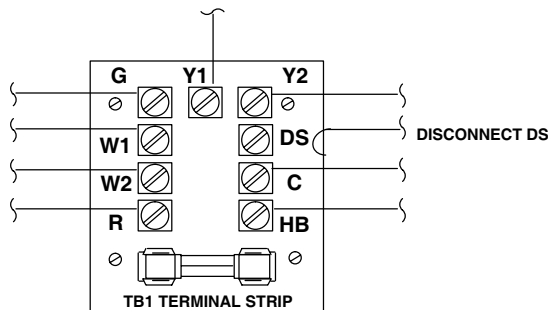 G Y1 Y2
W1 DS DISCONNECT DS
W2 C
R HB
TB1 TERMINAL STRIP